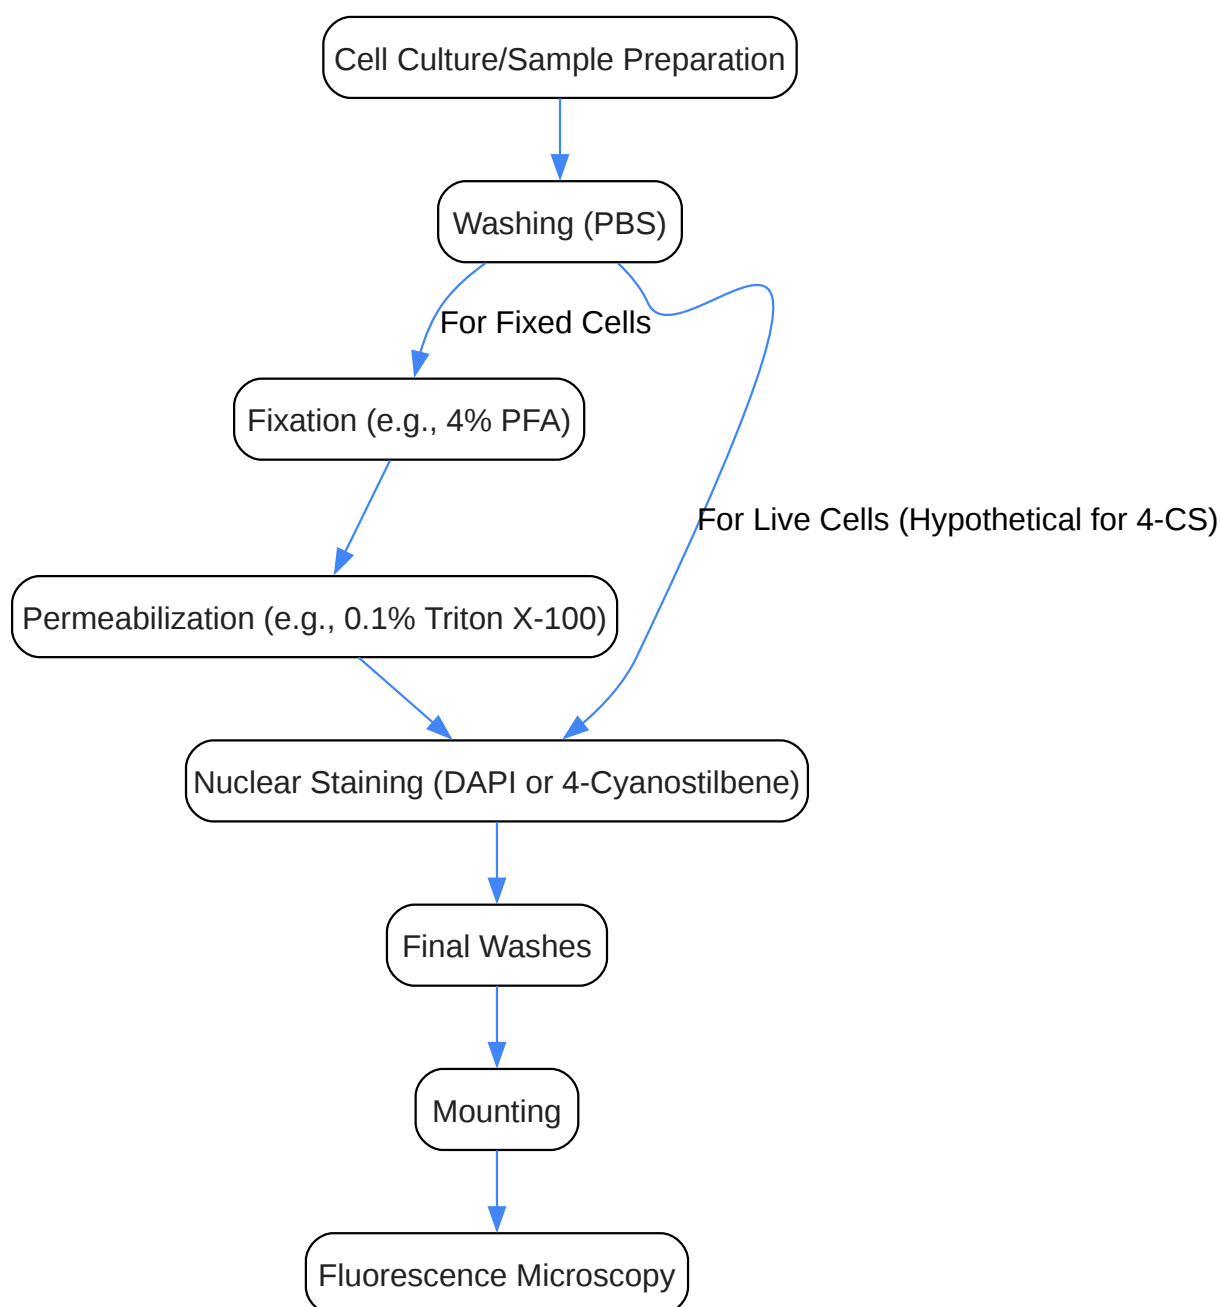 Cell Culture/Sample Preparation
Washing (PBS)
For Fixed Cells
Fixation (e.g., 4% PFA)
For Live Cells (Hypothetical for 4-CS)
Permeabilization (e.g., 0.1% Triton X-100)
Nuclear Staining (DAPI or 4-Cyanostilbene)
Final Washes
Mounting
Fluorescence Microscopy